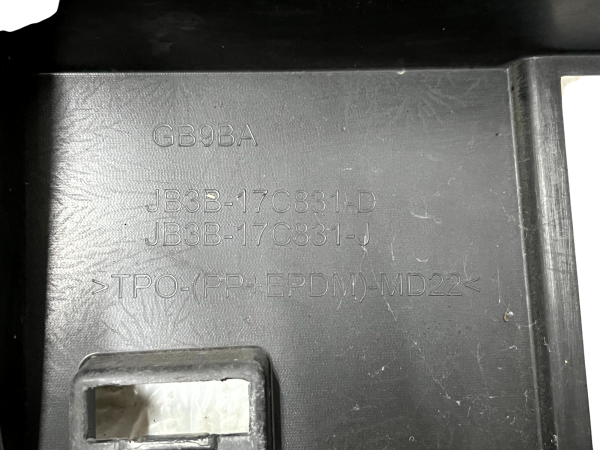 GB9BA
JB3B-17C831-D
JB3B-17C831-J
>TPO-(PP+EPDM)-MD22<